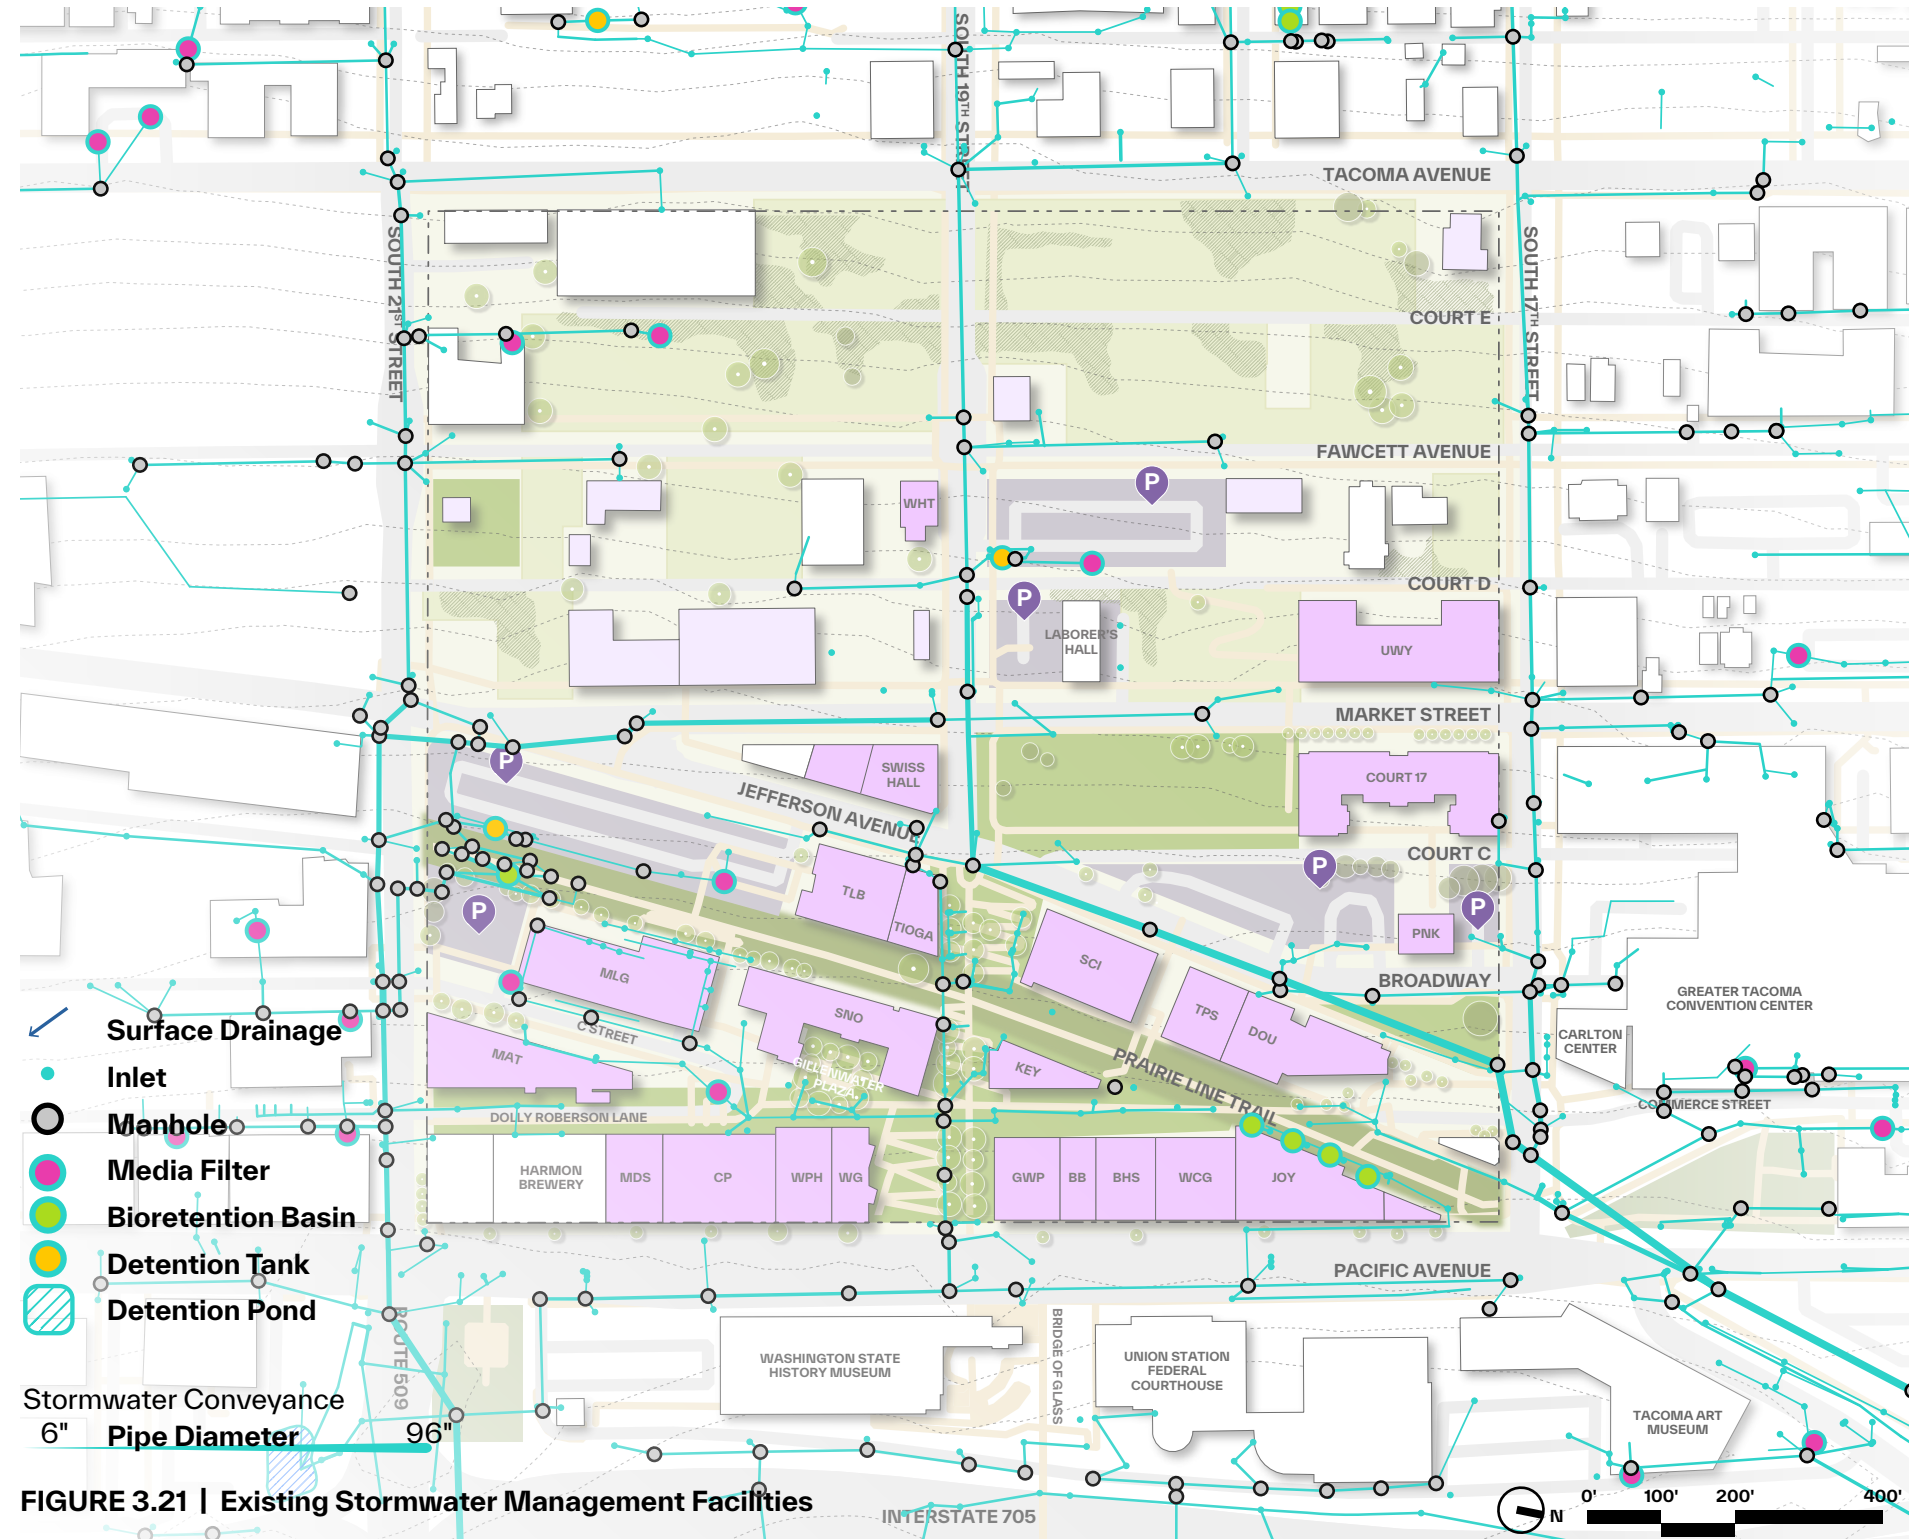 SOUTH 19TH STREET
TACOMA AVENUE
SOUTH 21ST STREET
SOUTH 17TH STREET
COURT E
FAWCETT AVENUE
P
WHT
COURT D
P
LABORER'S
HALL
UWY
MARKET STREET
P
SWISS
HALL
COURT 17
JEFFERSON AVENUE
COURT C
P
TLB
TIOGA
P
P
PNK
SCI
MLG
BROADWAY
GREATER TACOMA
CONVENTION CENTER
SNO
TPS
DOU
C STREET
CARLTON
CENTER
MAT
KEY
GILLENWATER
PLAZA
PRAIRIE LINE TRAIL
COMMERCE STREET
DOLLY ROBERSON LANE
HARMON
BREWERY
MDS
CP
WPH
WG
GWP
BB
BHS
WCG
JOY
PACIFIC AVENUE
ROUTE 509
BRIDGE OF GLASS
WASHINGTON STATE
HISTORY MUSEUM
UNION STATION
FEDERAL
COURTHOUSE
TACOMA ART
MUSEUM
INTERSTATE 705
Surface Drainage
Inlet
Manhole
Media Filter
Bioretention Basin
Detention Tank
Detention Pond
Stormwater Conveyance
6" Pipe Diameter 96"
FIGURE 3.21 | Existing Stormwater Management Facilities
N
0' 100' 200' 400'